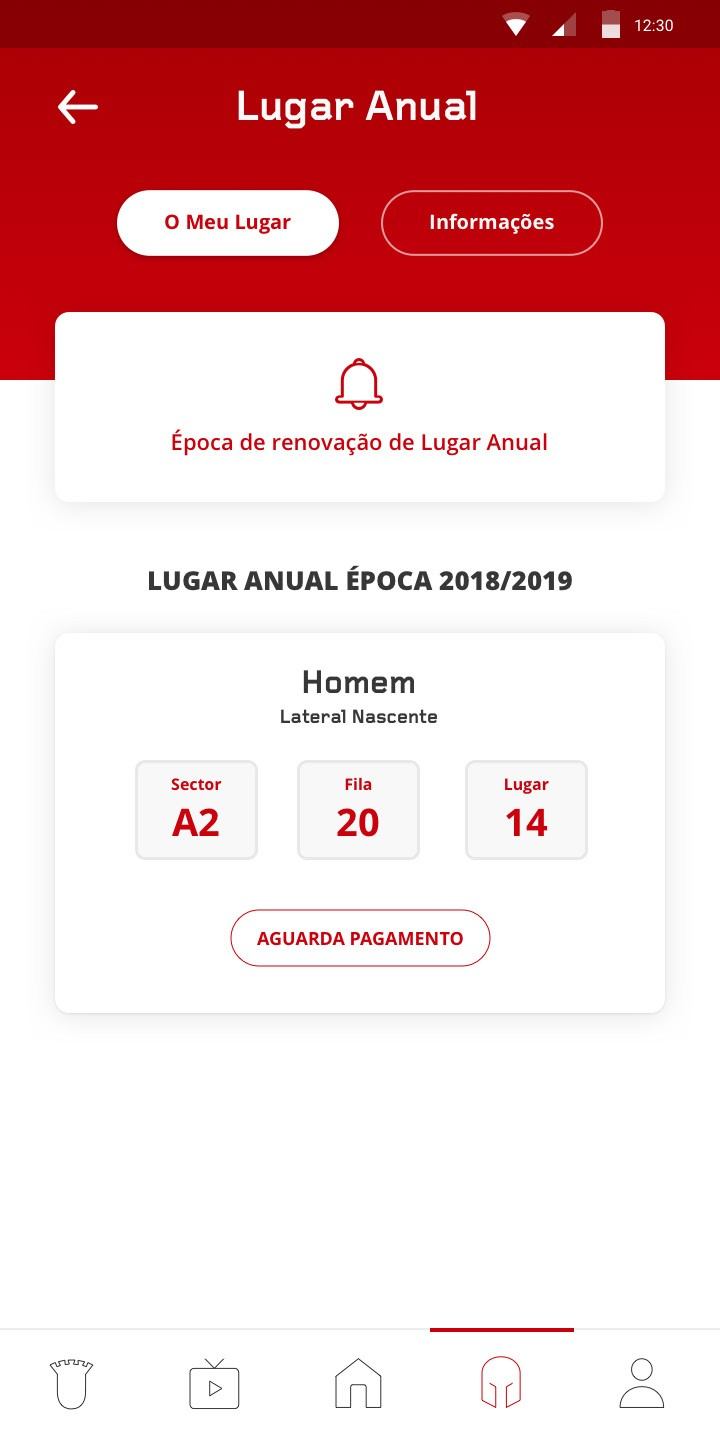 12:30
Lugar Anual
O Meu Lugar
Informações
Época de renovação de Lugar Anual
LUGAR ANUAL ÉPOCA 2018/2019
Homem
Lateral Nascente
Sector
Fila
Lugar
A2
20
14
AGUARDA PAGAMENTO